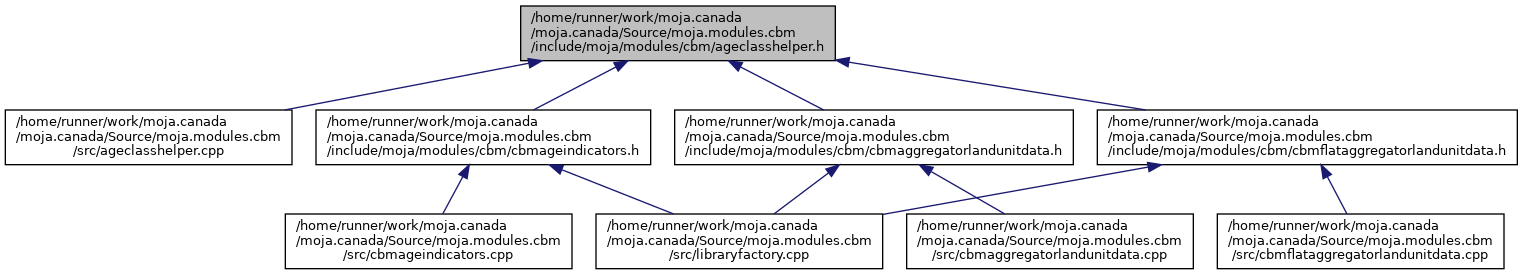 /home/runner/work/moja.canada
/moja.canada/Source/moja.modules.cbm
/include/moja/modules/cbm/ageclasshelper.h
/home/runner/work/moja.canada
/moja.canada/Source/moja.modules.cbm
/src/ageclasshelper.cpp
/home/runner/work/moja.canada
/moja.canada/Source/moja.modules.cbm
/include/moja/modules/cbm/cbmageindicators.h
/home/runner/work/moja.canada
/moja.canada/Source/moja.modules.cbm
/include/moja/modules/cbm/cbmaggregatorlandunitdata.h
/home/runner/work/moja.canada
/moja.canada/Source/moja.modules.cbm
/include/moja/modules/cbm/cbmflataggregatorlandunitdata.h
/home/runner/work/moja.canada
/moja.canada/Source/moja.modules.cbm
/src/cbmageindicators.cpp
/home/runner/work/moja.canada
/moja.canada/Source/moja.modules.cbm
/src/libraryfactory.cpp
/home/runner/work/moja.canada
/moja.canada/Source/moja.modules.cbm
/src/cbmaggregatorlandunitdata.cpp
/home/runner/work/moja.canada
/moja.canada/Source/moja.modules.cbm
/src/cbmflataggregatorlandunitdata.cpp